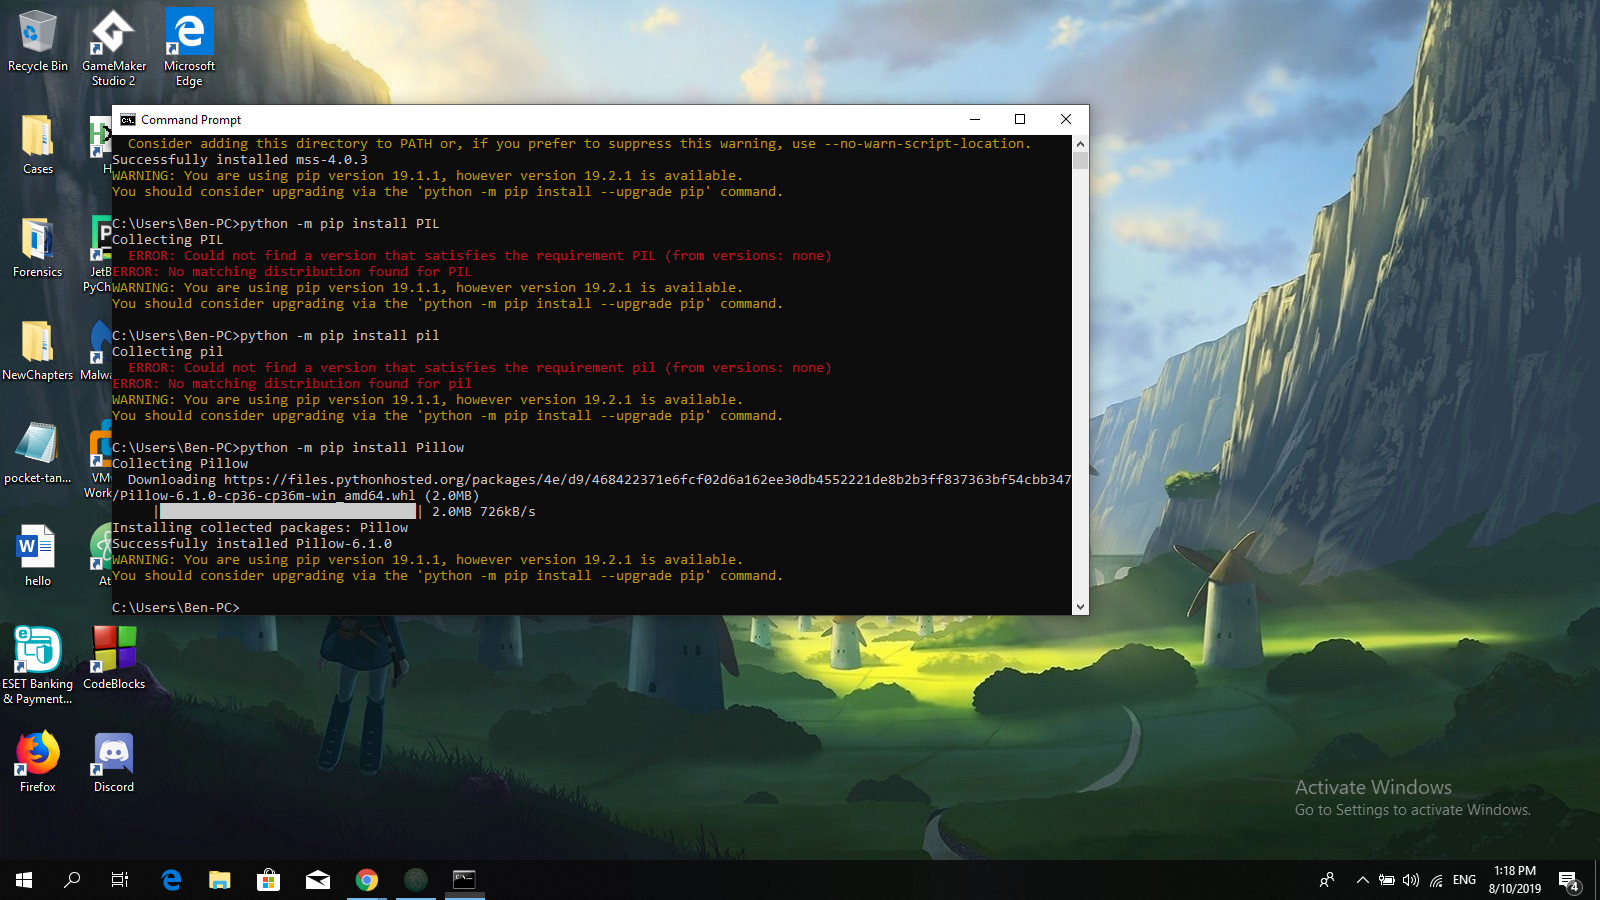 Recycle Bin
GameMaker
Studio 2
Microsoft
Edge
Cases
H
Forensics
JetB
PyCh
NewChapters
Malwa
pocket-tan...
VM
Work
hello
At
ESET Banking
& Payment...
CodeBlocks
Firefox
Discord
Command Prompt
Consider adding this directory to PATH or, if you prefer to suppress this warning, use --no-warn-script-location.
Successfully installed mss-4.0.3
WARNING: You are using pip version 19.1.1, however version 19.2.1 is available.
You should consider upgrading via the 'python -m pip install --upgrade pip' command.
C:\Users\Ben-PC>python -m pip install PIL
Collecting PIL
ERROR: Could not find a version that satisfies the requirement PIL (from versions: none)
ERROR: No matching distribution found for PIL
WARNING: You are using pip version 19.1.1, however version 19.2.1 is available.
You should consider upgrading via the 'python -m pip install --upgrade pip' command.
C:\Users\Ben-PC>python -m pip install pil
Collecting pil
ERROR: Could not find a version that satisfies the requirement pil (from versions: none)
ERROR: No matching distribution found for pil
WARNING: You are using pip version 19.1.1, however version 19.2.1 is available.
You should consider upgrading via the 'python -m pip install --upgrade pip' command.
C:\Users\Ben-PC>python -m pip install Pillow
Collecting Pillow
Downloading https://files.pythonhosted.org/packages/4e/d9/468422371e6fcf02d6a162ee30db4552221de8b2b3ff837363bf54cbb347
/Pillow-6.1.0-cp36-cp36m-win_amd64.whl (2.0MB)
2.0MB 726kB/s
Installing collected packages: Pillow
Successfully installed Pillow-6.1.0
WARNING: You are using pip version 19.1.1, however version 19.2.1 is available.
You should consider upgrading via the 'python -m pip install --upgrade pip' command.
C:\Users\Ben-PC>
Activate Windows
Go to Settings to activate Windows.
ENG
1:18 PM
8/10/2019
4